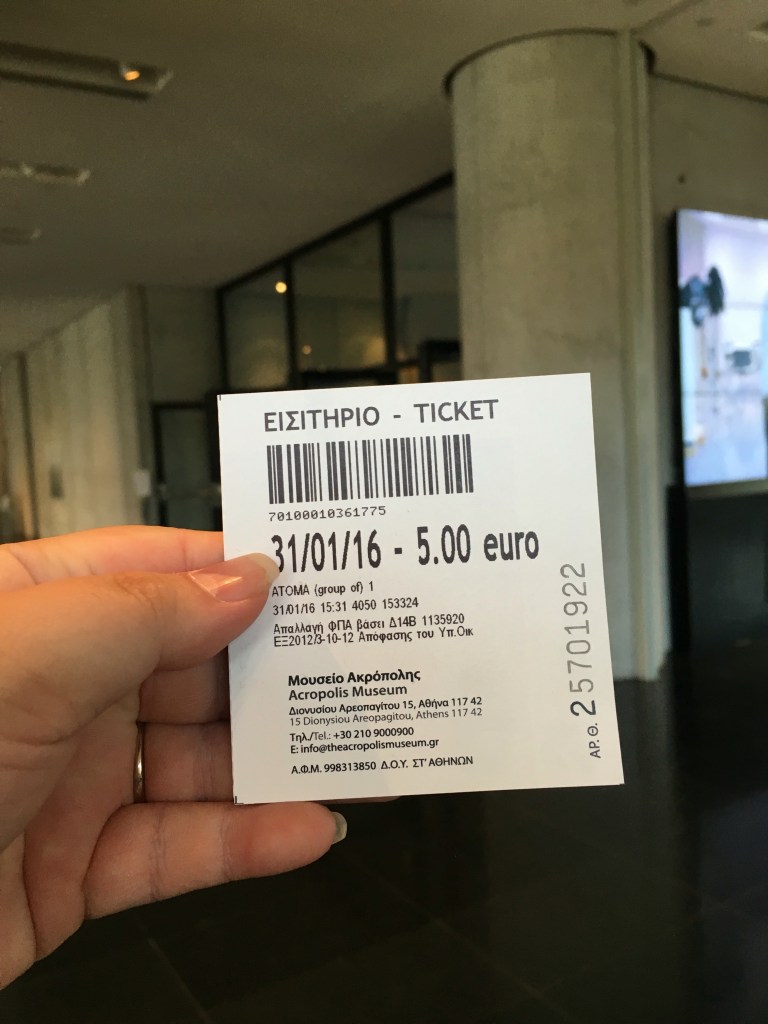 ΕΙΣΙΤΗΡΙΟ - TICKET
70100010361775
31/01/16 - 5.00 euro
ΑΤΟΜΑ (group of) 1
31/01/16 15:31 4050 153324
Απαλλαγή ΦΠΑ βάσει Δ14Β 1135920
ΕΞ2012/3-10-12 Απόφασης του Υπ.Οικ
Μουσείο Ακρόπολης
Acropolis Museum
Διονυσίου Αρεοπαγίτου 15, Αθήνα 117 42
15 Dionysiou Areopagitou, Athens 117 42
Τηλ./Tel.: +30 210 9000900
E: info@theacropolismuseum.gr
Α.Φ.Μ. 998313850 Δ.Ο.Υ. ΣΤ' ΑΘΗΝΩΝ
ΑΡ.Θ. 25701922